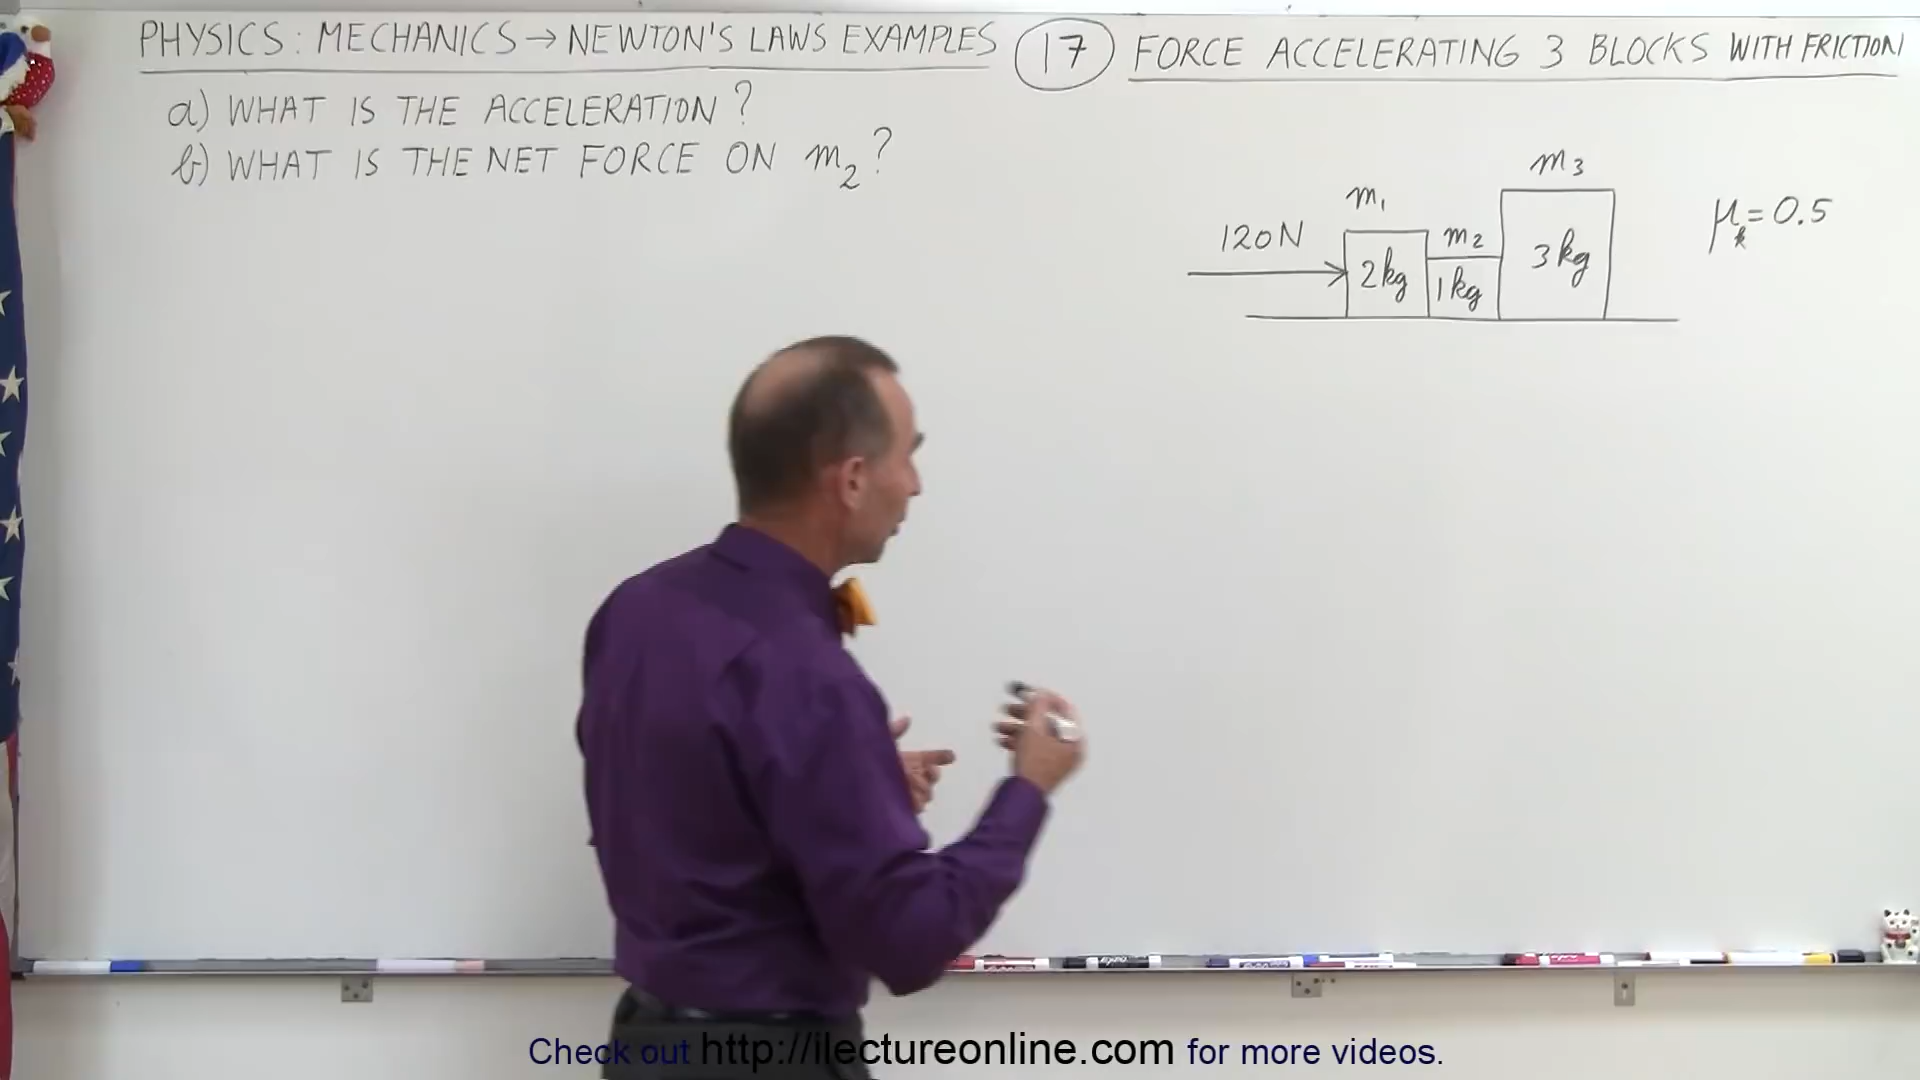 PHYSICS: MECHANICS → NEWTON'S LAWS EXAMPLES 17 FORCE ACCELERATING 3 BLOCKS WITH FRICTION
a) WHAT IS THE ACCELERATION?
b) WHAT IS THE NET FORCE ON m₂?
m₃
m₁
μₖ = 0.5
120N
m₂
2kg
1kg
3kg
Check out http://ilectureonline.com for more videos.